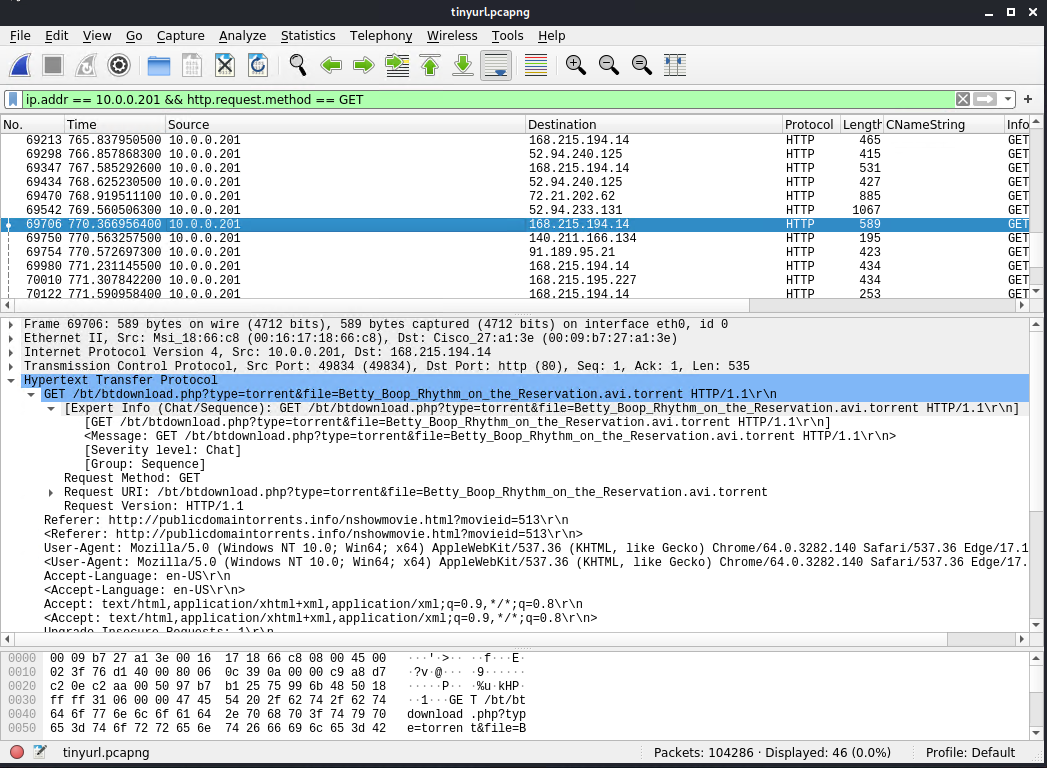 tinyurl.pcapng
File Edit View Go Capture Analyze Statistics Telephony Wireless Tools Help
ip.addr == 10.0.0.201 && http.request.method == GET
No. Time Source Destination Protocol Length CNameString Info
69213 765.837950500 10.0.0.201 168.215.194.14 HTTP 465 GET
69298 766.857868300 10.0.0.201 52.94.240.125 HTTP 415 GET
69347 767.585292600 10.0.0.201 168.215.194.14 HTTP 531 GET
69434 768.625230500 10.0.0.201 52.94.240.125 HTTP 427 GET
69470 768.919511100 10.0.0.201 72.21.202.62 HTTP 885 GET
69542 769.560506300 10.0.0.201 52.94.233.131 HTTP 1067 GET
69706 770.366956400 10.0.0.201 168.215.194.14 HTTP 589 GET
69750 770.563257500 10.0.0.201 140.211.166.134 HTTP 195 GET
69754 770.572697300 10.0.0.201 91.189.95.21 HTTP 423 GET
69980 771.231145500 10.0.0.201 168.215.194.14 HTTP 434 GET
70010 771.307842200 10.0.0.201 168.215.195.227 HTTP 434 GET
70122 771.590958400 10.0.0.201 168.215.194.14 HTTP 253 GET
Frame 69706: 589 bytes on wire (4712 bits), 589 bytes captured (4712 bits) on interface eth0, id 0
Ethernet II, Src: Msi_18:66:c8 (00:16:17:18:66:c8), Dst: Cisco_27:a1:3e (00:09:b7:27:a1:3e)
Internet Protocol Version 4, Src: 10.0.0.201, Dst: 168.215.194.14
Transmission Control Protocol, Src Port: 49834 (49834), Dst Port: http (80), Seq: 1, Ack: 1, Len: 535
Hypertext Transfer Protocol
GET /bt/btdownload.php?type=torrent&file=Betty_Boop_Rhythm_on_the_Reservation.avi.torrent HTTP/1.1\r\n
[Expert Info (Chat/Sequence): GET /bt/btdownload.php?type=torrent&file=Betty_Boop_Rhythm_on_the_Reservation.avi.torrent HTTP/1.1\r\n]
[GET /bt/btdownload.php?type=torrent&file=Betty_Boop_Rhythm_on_the_Reservation.avi.torrent HTTP/1.1\r\n]
<Message: GET /bt/btdownload.php?type=torrent&file=Betty_Boop_Rhythm_on_the_Reservation.avi.torrent HTTP/1.1\r\n>
[Severity level: Chat]
[Group: Sequence]
Request Method: GET
Request URI: /bt/btdownload.php?type=torrent&file=Betty_Boop_Rhythm_on_the_Reservation.avi.torrent
Request Version: HTTP/1.1
Referer: http://publicdomaintorrents.info/nshowmovie.html?movieid=513\r\n
<Referer: http://publicdomaintorrents.info/nshowmovie.html?movieid=513\r\n>
User-Agent: Mozilla/5.0 (Windows NT 10.0; Win64; x64) AppleWebKit/537.36 (KHTML, like Gecko) Chrome/64.0.3282.140 Safari/537.36 Edge/17.1
<User-Agent: Mozilla/5.0 (Windows NT 10.0; Win64; x64) AppleWebKit/537.36 (KHTML, like Gecko) Chrome/64.0.3282.140 Safari/537.36 Edge/17.
Accept-Language: en-US\r\n
<Accept-Language: en-US\r\n>
Accept: text/html,application/xhtml+xml,application/xml;q=0.9,*/*;q=0.8\r\n
<Accept: text/html,application/xhtml+xml,application/xml;q=0.9,*/*;q=0.8\r\n>
Upgrade-Insecure-Requests: 1\r\n
0000 00 09 b7 27 a1 3e 00 16 17 18 66 c8 08 00 45 00 ···'·>·· ··f···E·
0010 02 3f 76 d1 40 00 80 06 0c 39 0a 00 00 c9 a8 d7 ·?v·@··· ·9······
0020 c2 0e c2 aa 00 50 97 b7 b1 25 75 99 6b 48 50 18 ·····P·· ·%u·kHP·
0030 ff ff 31 06 00 00 47 45 54 20 2f 62 74 2f 62 74 ··1···GE T /bt/bt
0040 64 6f 77 6e 6c 6f 61 64 2e 70 68 70 3f 74 79 70 download .php?typ
0050 65 3d 74 6f 72 72 65 6e 74 26 66 69 6c 65 3d 42 e=torren t&file=B
tinyurl.pcapng Packets: 104286 · Displayed: 46 (0.0%) Profile: Default